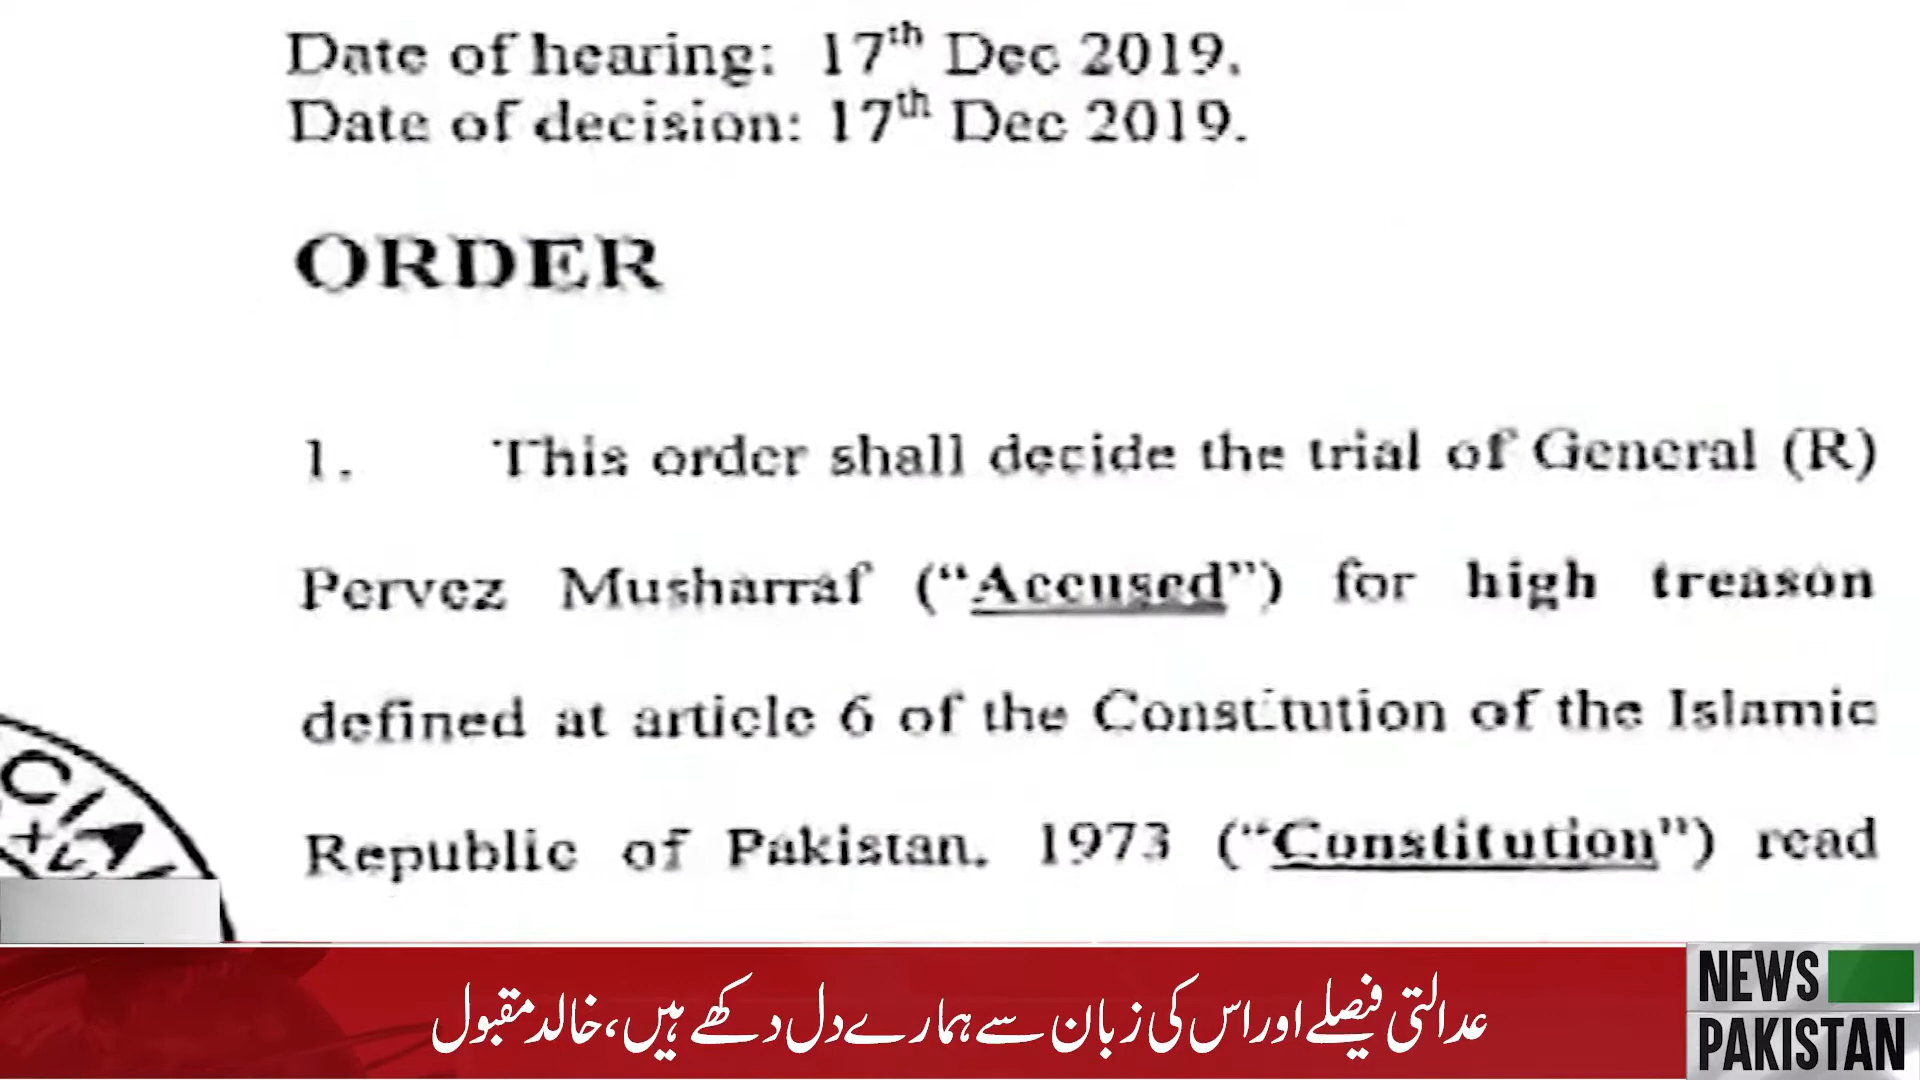 Date of hearing: 17th Dec 2019.
Date of decision: 17th Dec 2019.
ORDER
1. This order shall decide the trial of General (R)
Pervez Musharraf (“Accused”) for high treason
defined at article 6 of the Constitution of the Islamic
Republic of Pakistan, 1973 (“Constitution”) read
CIAL
عدالتی فیصلے اور اس کی زبان سے ہمارے دل دکھے ہیں، خالد مقبول
NEWS
PAKISTAN